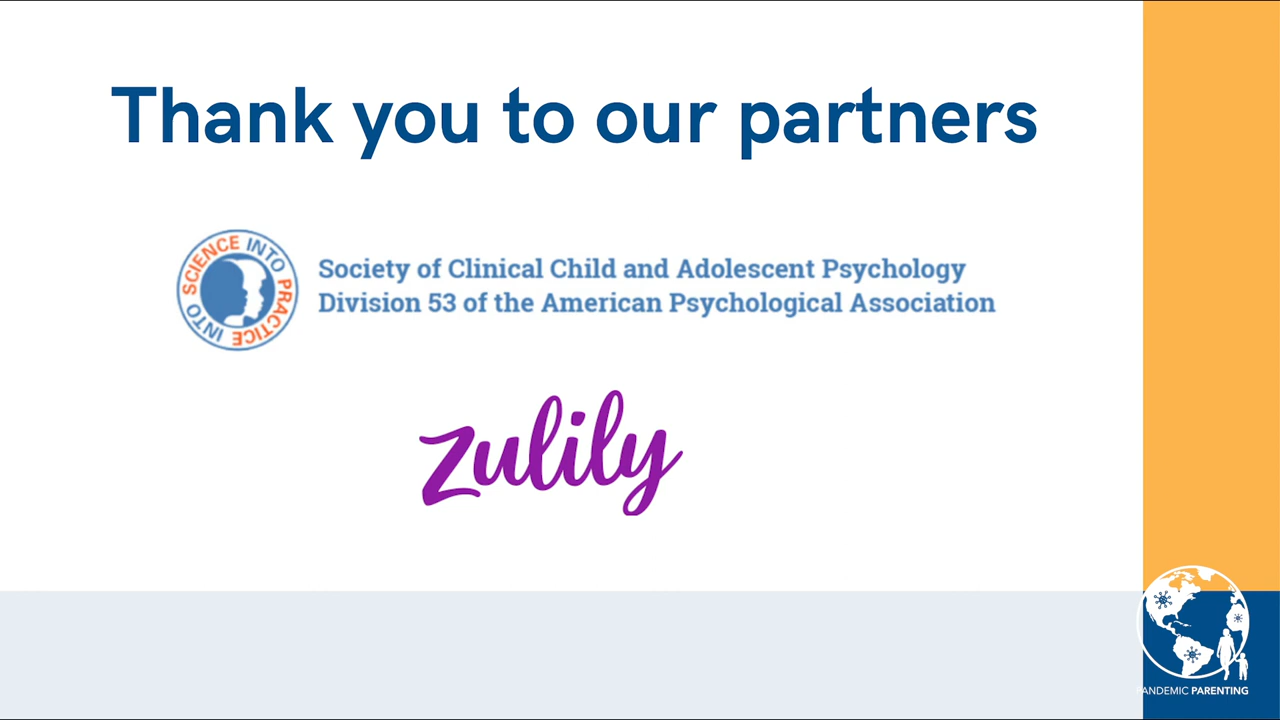 Thank you to our partners
SCIENCE INTO PRACTICE INTO
Society of Clinical Child and Adolescent Psychology
Division 53 of the American Psychological Association
zulily
PANDEMIC PARENTING